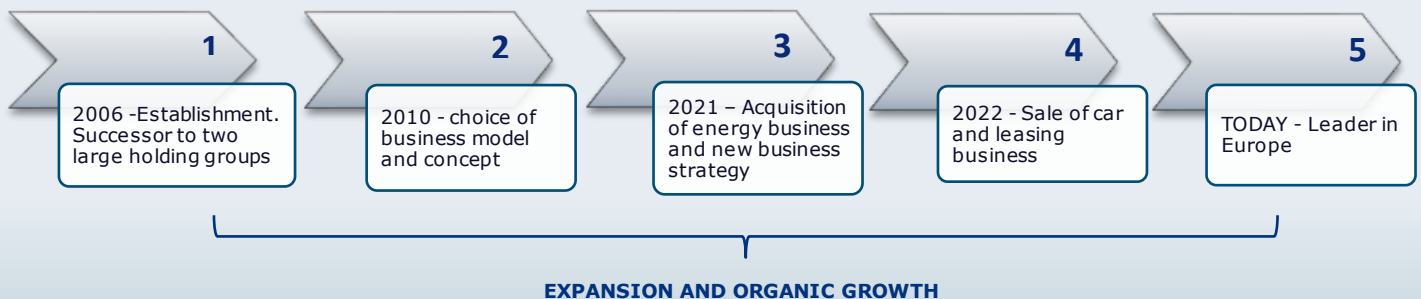 1
2006 -Establishment.
Successor to two
large holding groups
2
2010 - choice of
business model
and concept
3
2021 – Acquisition
of energy business
and new business
strategy
4
2022 - Sale of car
and leasing
business
5
TODAY - Leader in
Europe
EXPANSION AND ORGANIC GROWTH